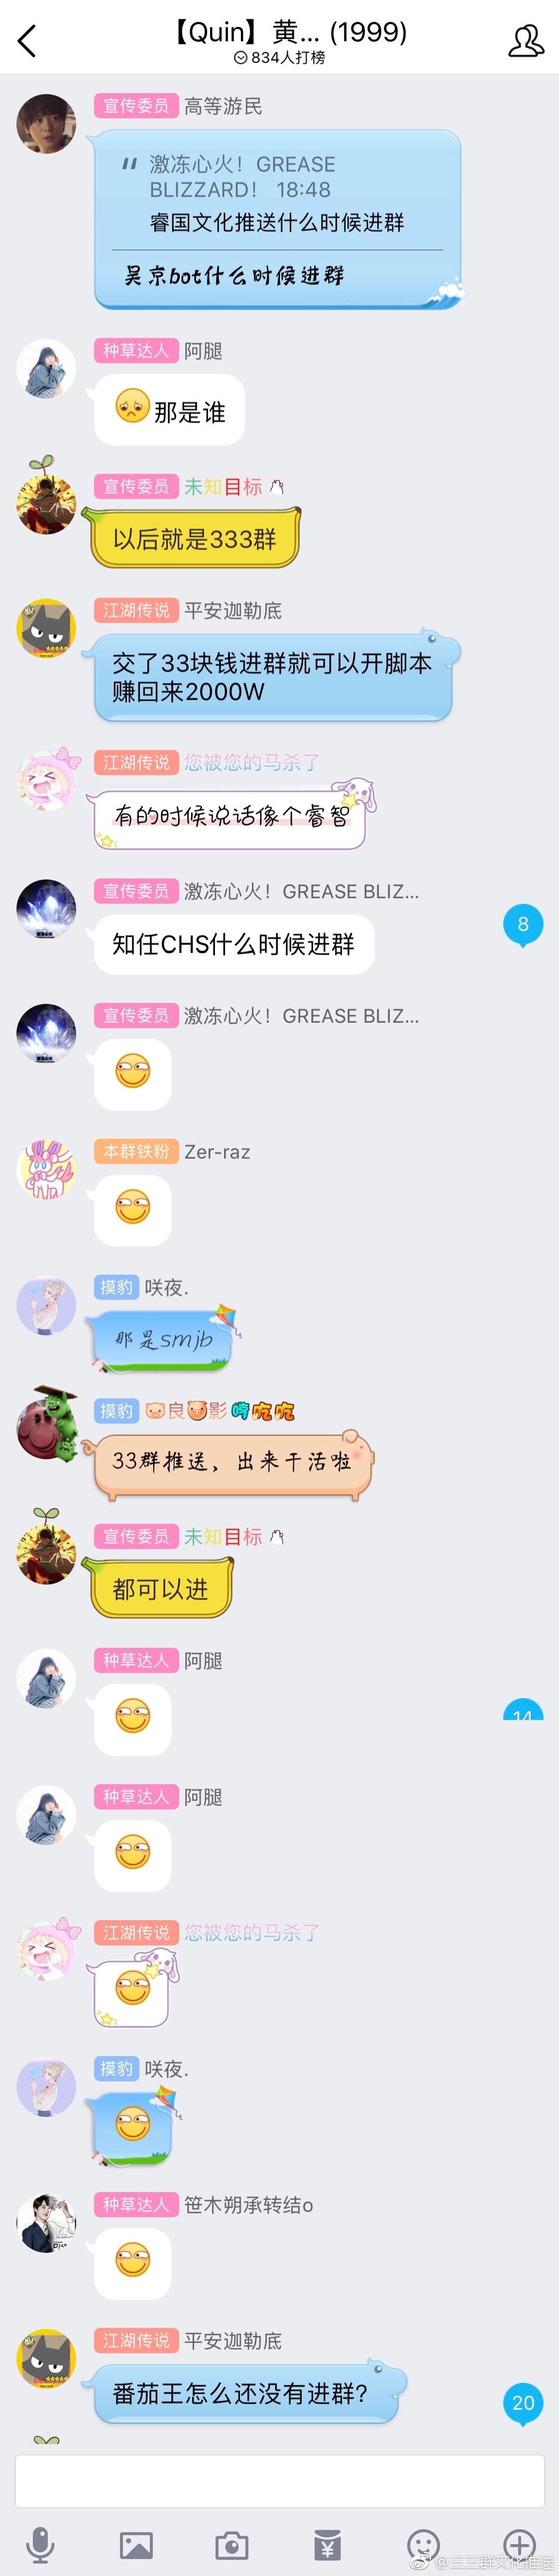 【Quin】黄... (1999)
834人打榜
宣传委员 高等游民
激冻心火！GREASE
BLIZZARD！ 18:48
睿国文化推送什么时候进群
吴京bot什么时候进群
种草达人 阿腿
那是谁
宣传委员 未知目标
以后就是333群
江湖传说 平安迦勒底
交了33块钱进群就可以开脚本
赚回来2000W
江湖传说 您被您的马杀了
有的时候说话像个睿智
宣传委员 激冻心火！GREASE BLIZ...
8
知任CHS什么时候进群
宣传委员 激冻心火！GREASE BLIZ...
本群铁粉 Zer-raz
摸豹 咲夜.
那是smjb
摸豹 良影哼吃吃
33群推送，出来干活啦
宣传委员 未知目标
都可以进
种草达人 阿腿
14
种草达人 阿腿
江湖传说 您被您的马杀了
摸豹 咲夜.
种草达人 笹木朔承转结o
江湖传说 平安迦勒底
番茄王怎么还没有进群?
20
@三三群文化推送